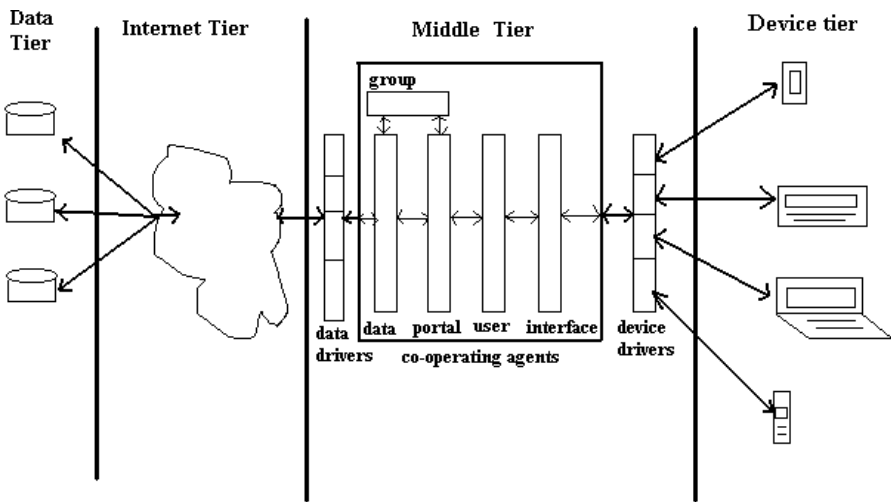 Data
Tier
Internet Tier
Middle Tier
Device tier
group
data
drivers
data
portal
user
interface
co-operating agents
device
drivers